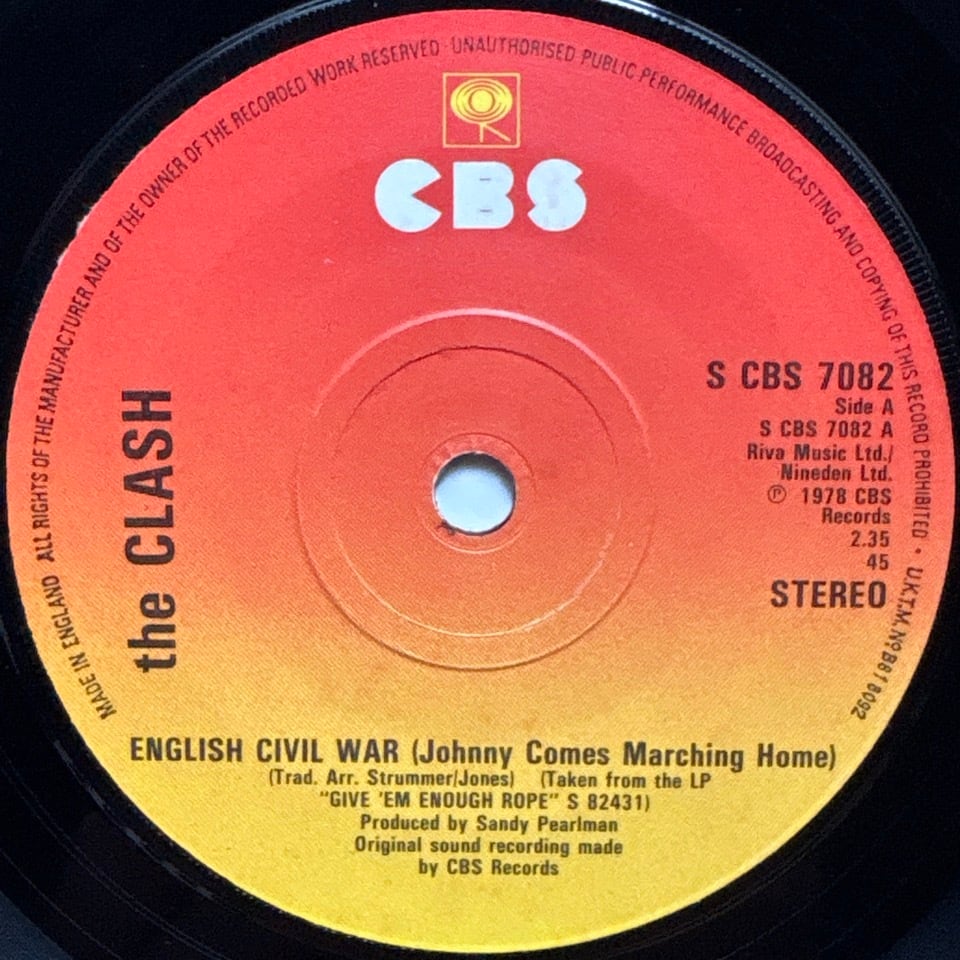 MADE IN ENGLAND ALL RIGHTS OF THE MANUFACTURER AND OF THE OWNER OF THE RECORDED WORK RESERVED · UNAUTHORISED PUBLIC PERFORMANCE BROADCASTING AND COPYING OF THIS RECORD PROHIBITED · U.K.T.M. Nº B618092
CBS
the CLASH
S CBS 7082
Side A
S CBS 7082 A
Riva Music Ltd./
Nineden Ltd.
℗ 1978 CBS
Records
2.35
45
STEREO
ENGLISH CIVIL WAR (Johnny Comes Marching Home)
(Trad. Arr. Strummer/Jones) (Taken from the LP
"GIVE 'EM ENOUGH ROPE" S 82431)
Produced by Sandy Pearlman
Original sound recording made
by CBS Records